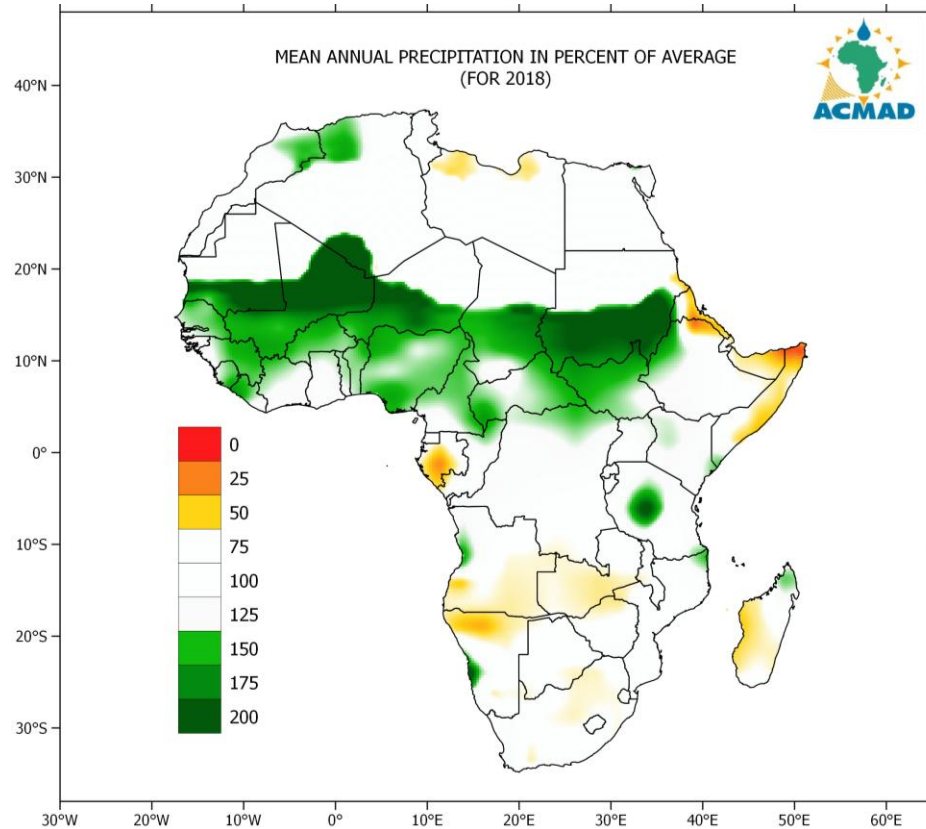 MEAN ANNUAL PRECIPITATION IN PERCENT OF AVERAGE
(FOR 2018)
ACMAD
40°N
30°N
20°N
10°N
0°
10°S
20°S
30°S
0
25
50
75
100
125
150
175
200
30°W
20°W
10°W
0°
10°E
20°E
30°E
40°E
50°E
60°E